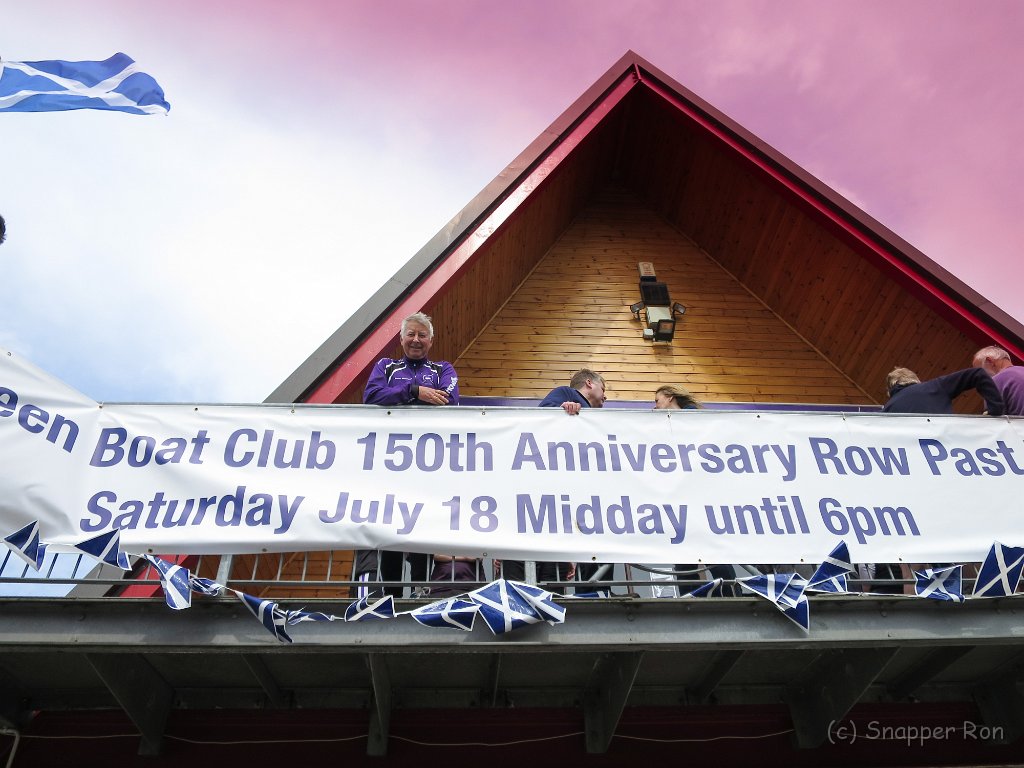 een Boat Club 150th Anniversary Row Past
Saturday July 18 Midday until 6pm
(c) Snapper Ron